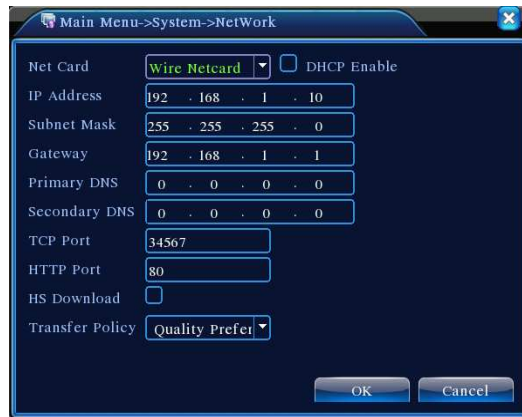 Main Menu->System->NetWork
Net Card Wire Netcard DHCP Enable
IP Address 192 . 168 . 1 . 10
Subnet Mask 255 . 255 . 255 . 0
Gateway 192 . 168 . 1 . 1
Primary DNS 0 . 0 . 0 . 0
Secondary DNS 0 . 0 . 0 . 0
TCP Port 34567
HTTP Port 80
HS Download
Transfer Policy Quality Prefer
OK Cancel